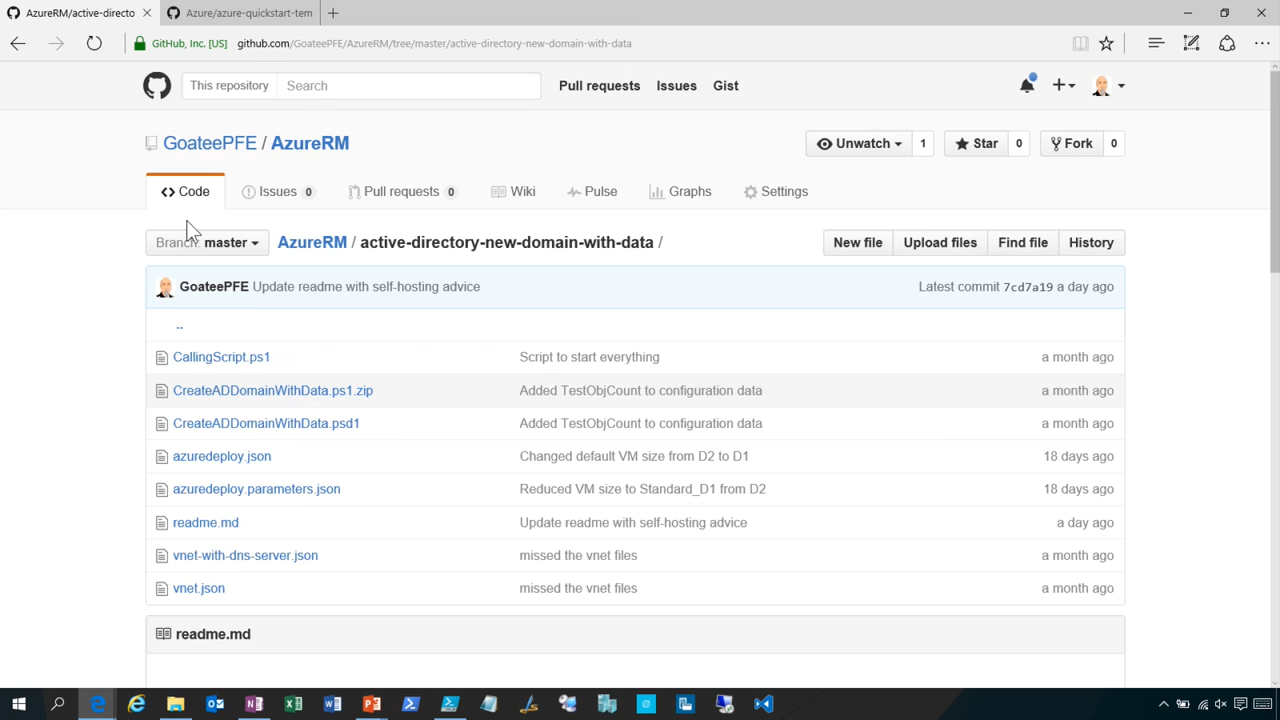 AzureRM/active-directo
Azure/azure-quickstart-tem
GitHub, Inc. [US] github.com/GoateePFE/AzureRM/tree/master/active-directory-new-domain-with-data
This repository Search Pull requests Issues Gist
GoateePFE / AzureRM
Unwatch 1 Star 0 Fork 0
Code Issues 0 Pull requests 0 Wiki Pulse Graphs Settings
Branch: master AzureRM / active-directory-new-domain-with-data /
New file Upload files Find file History
GoateePFE Update readme with self-hosting advice Latest commit 7cd7a19 a day ago
..
CallingScript.ps1 Script to start everything a month ago
CreateADDomainWithData.ps1.zip Added TestObjCount to configuration data a month ago
CreateADDomainWithData.psd1 Added TestObjCount to configuration data a month ago
azuredeploy.json Changed default VM size from D2 to D1 18 days ago
azuredeploy.parameters.json Reduced VM size to Standard_D1 from D2 18 days ago
readme.md Update readme with self-hosting advice a day ago
vnet-with-dns-server.json missed the vnet files a month ago
vnet.json missed the vnet files a month ago
readme.md